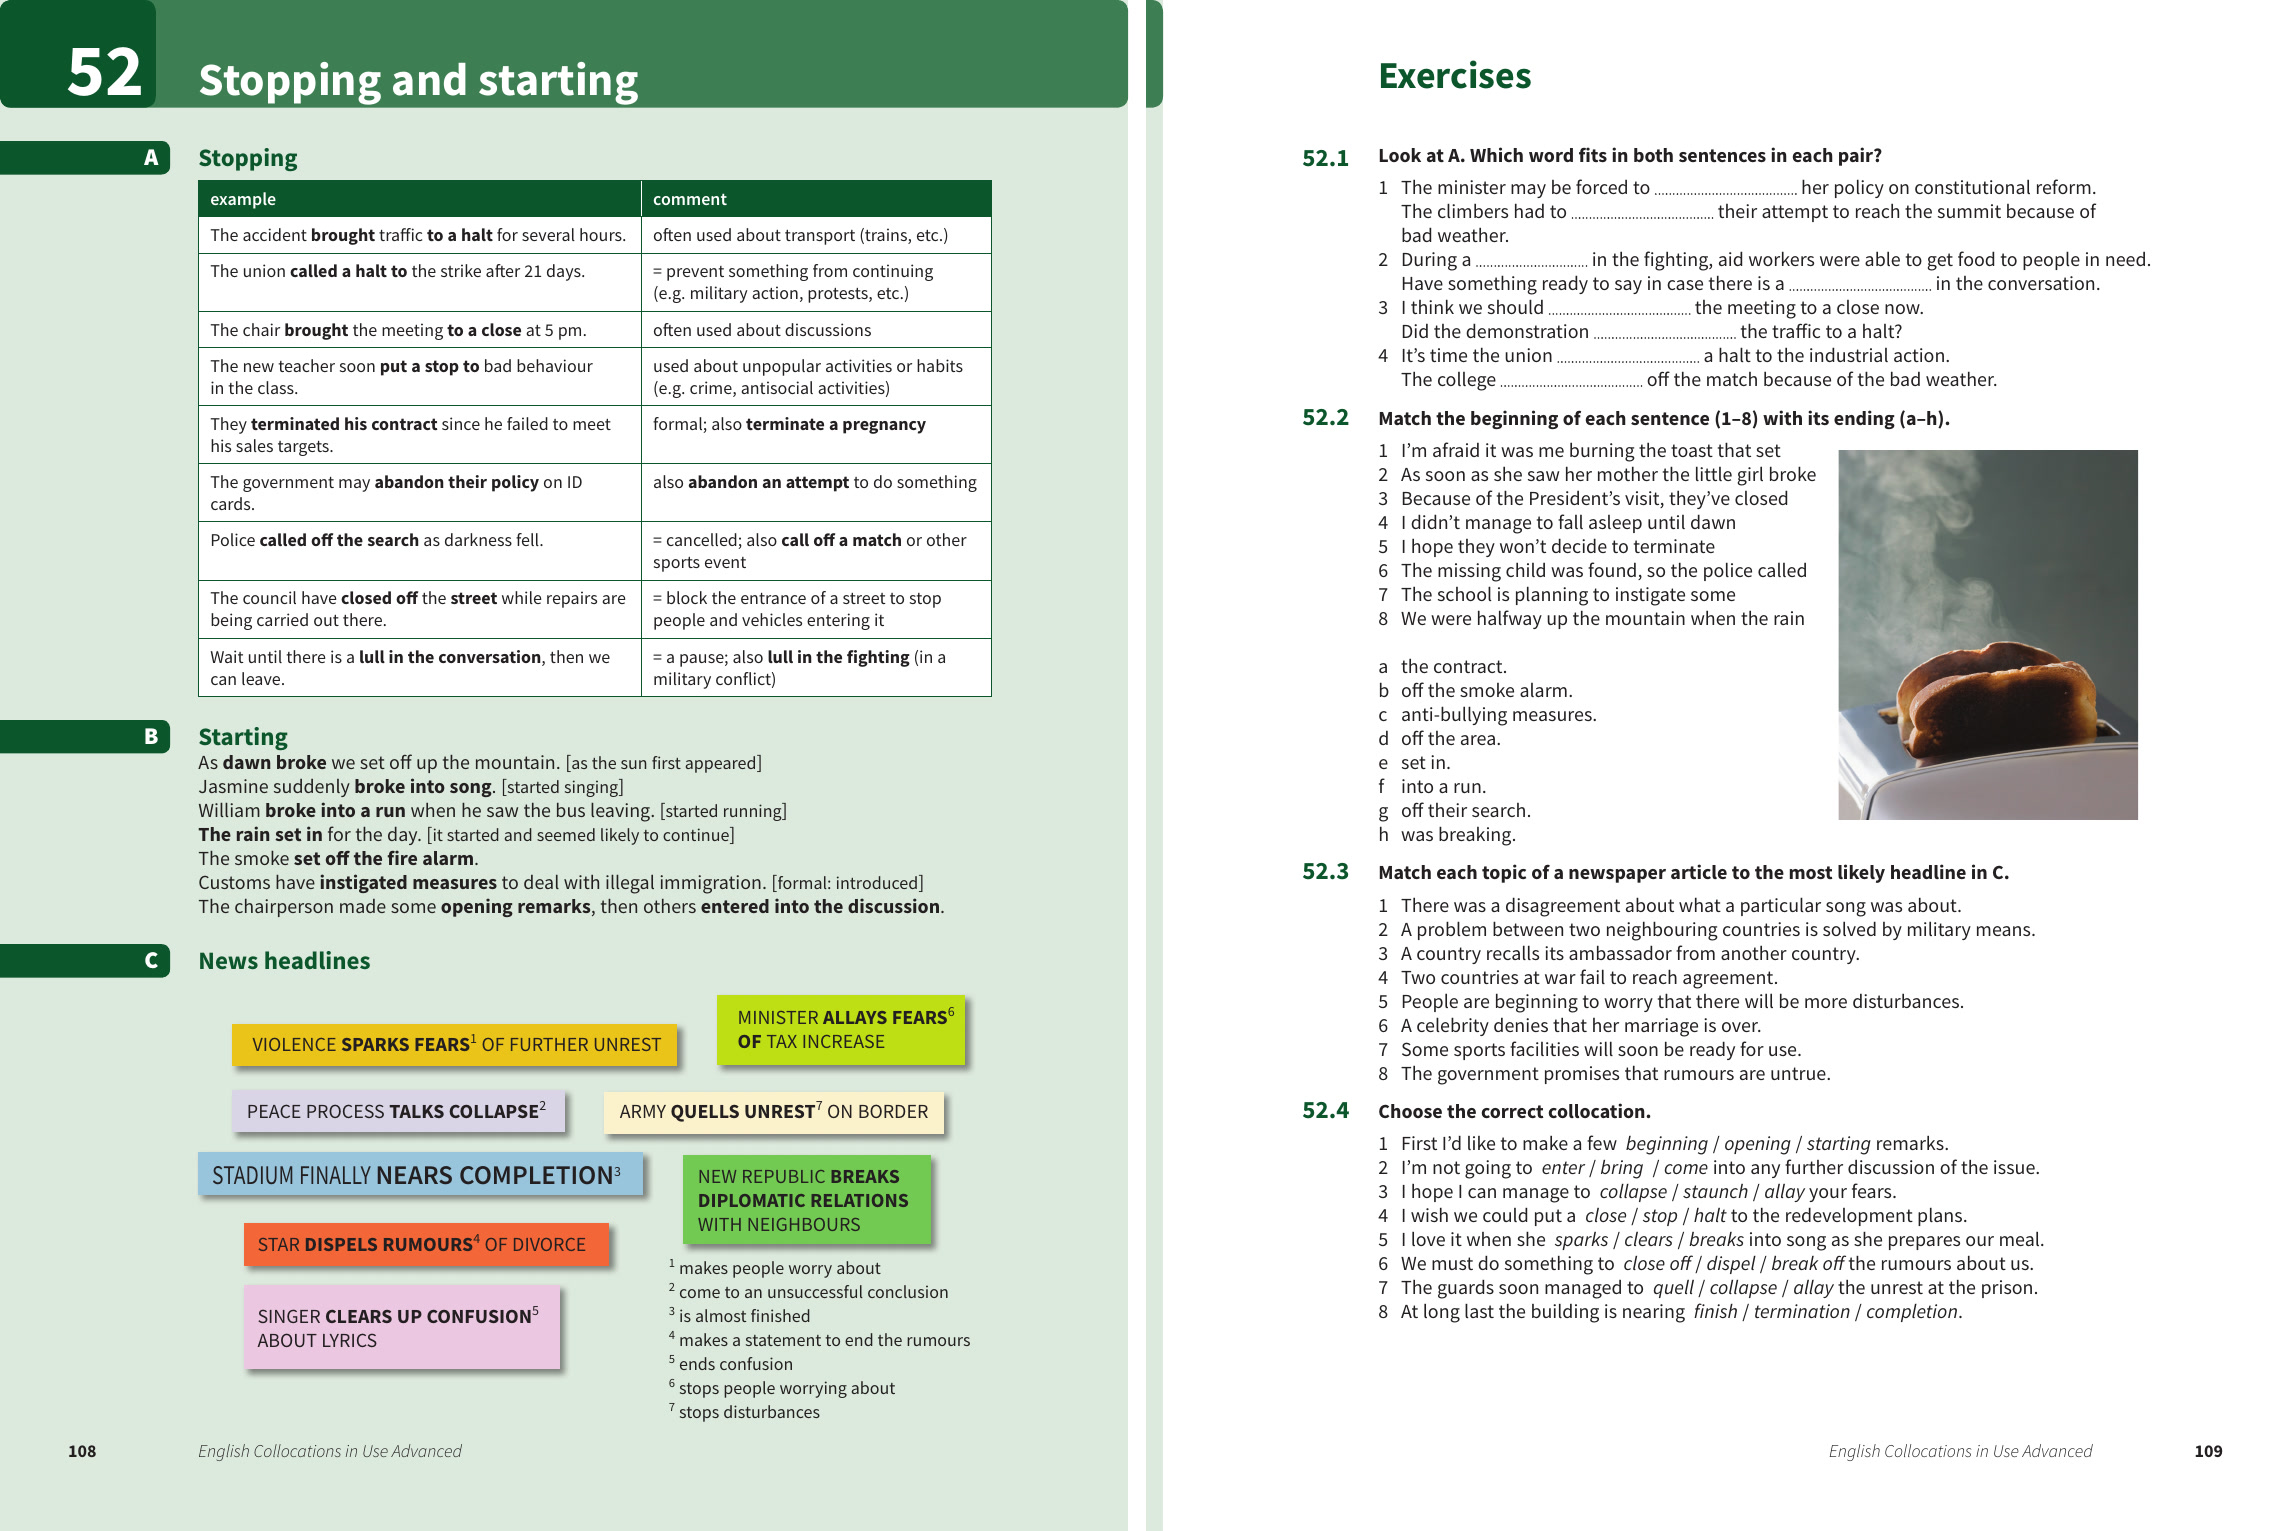 52
Stopping and starting
A
Stopping
example
comment
The accident brought traffic to a halt for several hours.
often used about transport (trains, etc.)
The union called a halt to the strike after 21 days.
= prevent something from continuing
(e.g. military action, protests, etc.)
The chair brought the meeting to a close at 5 pm.
often used about discussions
The new teacher soon put a stop to bad behaviour
in the class.
used about unpopular activities or habits
(e.g. crime, antisocial activities)
They terminated his contract since he failed to meet
his sales targets.
formal; also terminate a pregnancy
The government may abandon their policy on ID
cards.
also abandon an attempt to do something
Police called off the search as darkness fell.
= cancelled; also call off a match or other
sports event
The council have closed off the street while repairs are
being carried out there.
= block the entrance of a street to stop
people and vehicles entering it
Wait until there is a lull in the conversation, then we
can leave.
= a pause; also lull in the fighting (in a
military conflict)
B
Starting
As dawn broke we set off up the mountain. [as the sun first appeared]
Jasmine suddenly broke into song. [started singing]
William broke into a run when he saw the bus leaving. [started running]
The rain set in for the day. [it started and seemed likely to continue]
The smoke set off the fire alarm.
Customs have instigated measures to deal with illegal immigration. [formal: introduced]
The chairperson made some opening remarks, then others entered into the discussion.
C
News headlines
VIOLENCE SPARKS FEARS1 OF FURTHER UNREST
MINISTER ALLAYS FEARS6
OF TAX INCREASE
PEACE PROCESS TALKS COLLAPSE2
ARMY QUELLS UNREST7 ON BORDER
STADIUM FINALLY NEARS COMPLETION3
NEW REPUBLIC BREAKS
DIPLOMATIC RELATIONS
WITH NEIGHBOURS
STAR DISPELS RUMOURS4 OF DIVORCE
SINGER CLEARS UP CONFUSION5
ABOUT LYRICS
1 makes people worry about
2 come to an unsuccessful conclusion
3 is almost finished
4 makes a statement to end the rumours
5 ends confusion
6 stops people worrying about
7 stops disturbances
108
English Collocations in Use Advanced
Exercises
52.1
Look at A. Which word fits in both sentences in each pair?
1 The minister may be forced to ........................................ her policy on constitutional reform.
The climbers had to ........................................ their attempt to reach the summit because of
bad weather.
2 During a ............................... in the fighting, aid workers were able to get food to people in need.
Have something ready to say in case there is a ........................................ in the conversation.
3 I think we should ........................................ the meeting to a close now.
Did the demonstration ........................................ the traffic to a halt?
4 It's time the union ........................................ a halt to the industrial action.
The college ........................................ off the match because of the bad weather.
52.2
Match the beginning of each sentence (1–8) with its ending (a–h).
1 I'm afraid it was me burning the toast that set
2 As soon as she saw her mother the little girl broke
3 Because of the President's visit, they've closed
4 I didn't manage to fall asleep until dawn
5 I hope they won't decide to terminate
6 The missing child was found, so the police called
7 The school is planning to instigate some
8 We were halfway up the mountain when the rain
a the contract.
b off the smoke alarm.
c anti-bullying measures.
d off the area.
e set in.
f into a run.
g off their search.
h was breaking.
52.3
Match each topic of a newspaper article to the most likely headline in C.
1 There was a disagreement about what a particular song was about.
2 A problem between two neighbouring countries is solved by military means.
3 A country recalls its ambassador from another country.
4 Two countries at war fail to reach agreement.
5 People are beginning to worry that there will be more disturbances.
6 A celebrity denies that her marriage is over.
7 Some sports facilities will soon be ready for use.
8 The government promises that rumours are untrue.
52.4
Choose the correct collocation.
1 First I'd like to make a few beginning / opening / starting remarks.
2 I'm not going to enter / bring / come into any further discussion of the issue.
3 I hope I can manage to collapse / staunch / allay your fears.
4 I wish we could put a close / stop / halt to the redevelopment plans.
5 I love it when she sparks / clears / breaks into song as she prepares our meal.
6 We must do something to close off / dispel / break off the rumours about us.
7 The guards soon managed to quell / collapse / allay the unrest at the prison.
8 At long last the building is nearing finish / termination / completion.
English Collocations in Use Advanced
109